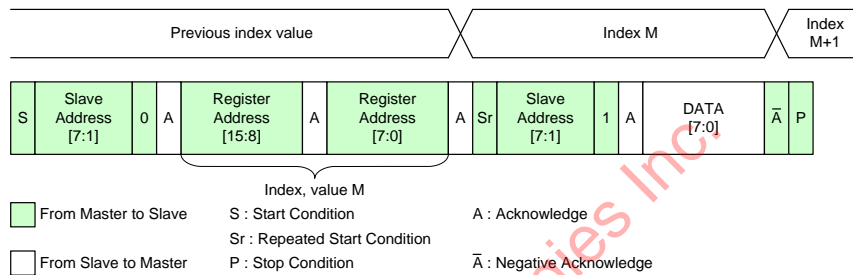 Previous index value
Index M
Index
M+1
S
Slave
Address
[7:1]
0
A
Register
Address
[15:8]
A
Register
Address
[7:0]
A
Sr
Slave
Address
[7:1]
1
A
DATA
[7:0]
A̅
P
Index, value M
From Master to Slave
S : Start Condition
A : Acknowledge
Sr : Repeated Start Condition
From Slave to Master
P : Stop Condition
A̅ : Negative Acknowledge
Inc.